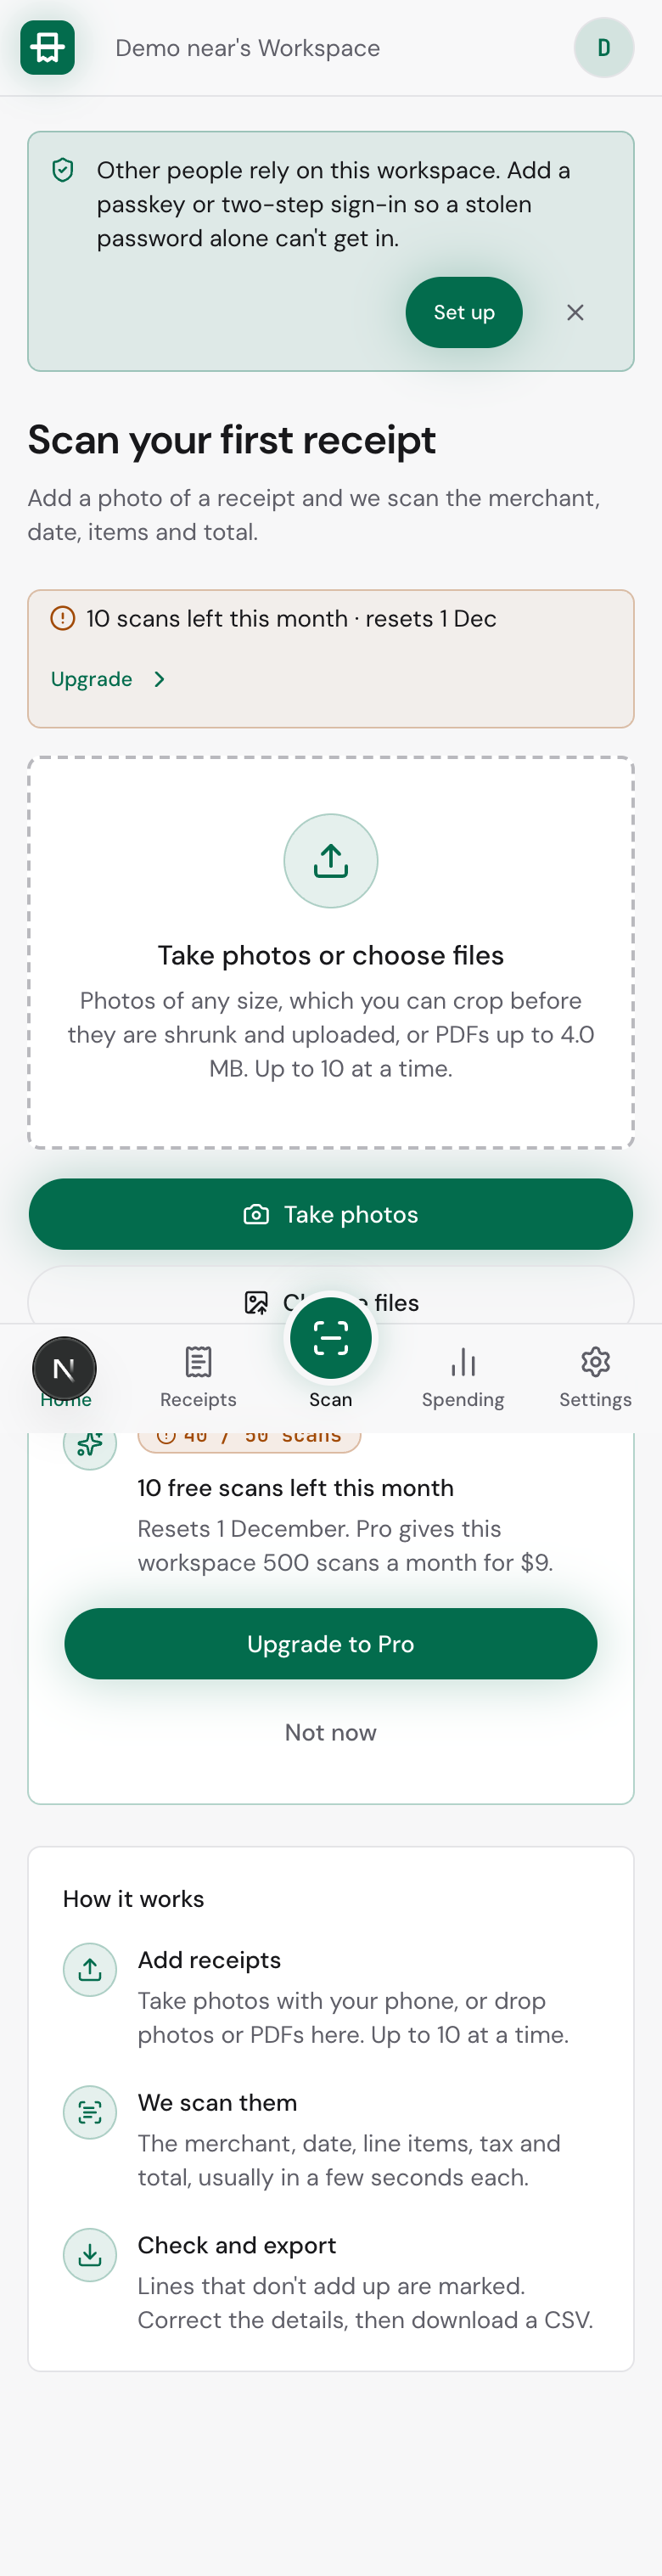 Demo near's Workspace
D
Other people rely on this workspace. Add a
passkey or two-step sign-in so a stolen
password alone can't get in.
Set up
Scan your first receipt
Add a photo of a receipt and we scan the merchant,
date, items and total.
10 scans left this month · resets 1 Dec
Upgrade
Take photos or choose files
Photos of any size, which you can crop before
they are shrunk and uploaded, or PDFs up to 4.0
MB. Up to 10 at a time.
Take photos
files
N
Home
Receipts
Scan
Spending
Settings
40 / 50 scans
10 free scans left this month
Resets 1 December. Pro gives this
workspace 500 scans a month for $9.
Upgrade to Pro
Not now
How it works
Add receipts
Take photos with your phone, or drop
photos or PDFs here. Up to 10 at a time.
We scan them
The merchant, date, line items, tax and
total, usually in a few seconds each.
Check and export
Lines that don't add up are marked.
Correct the details, then download a CSV.